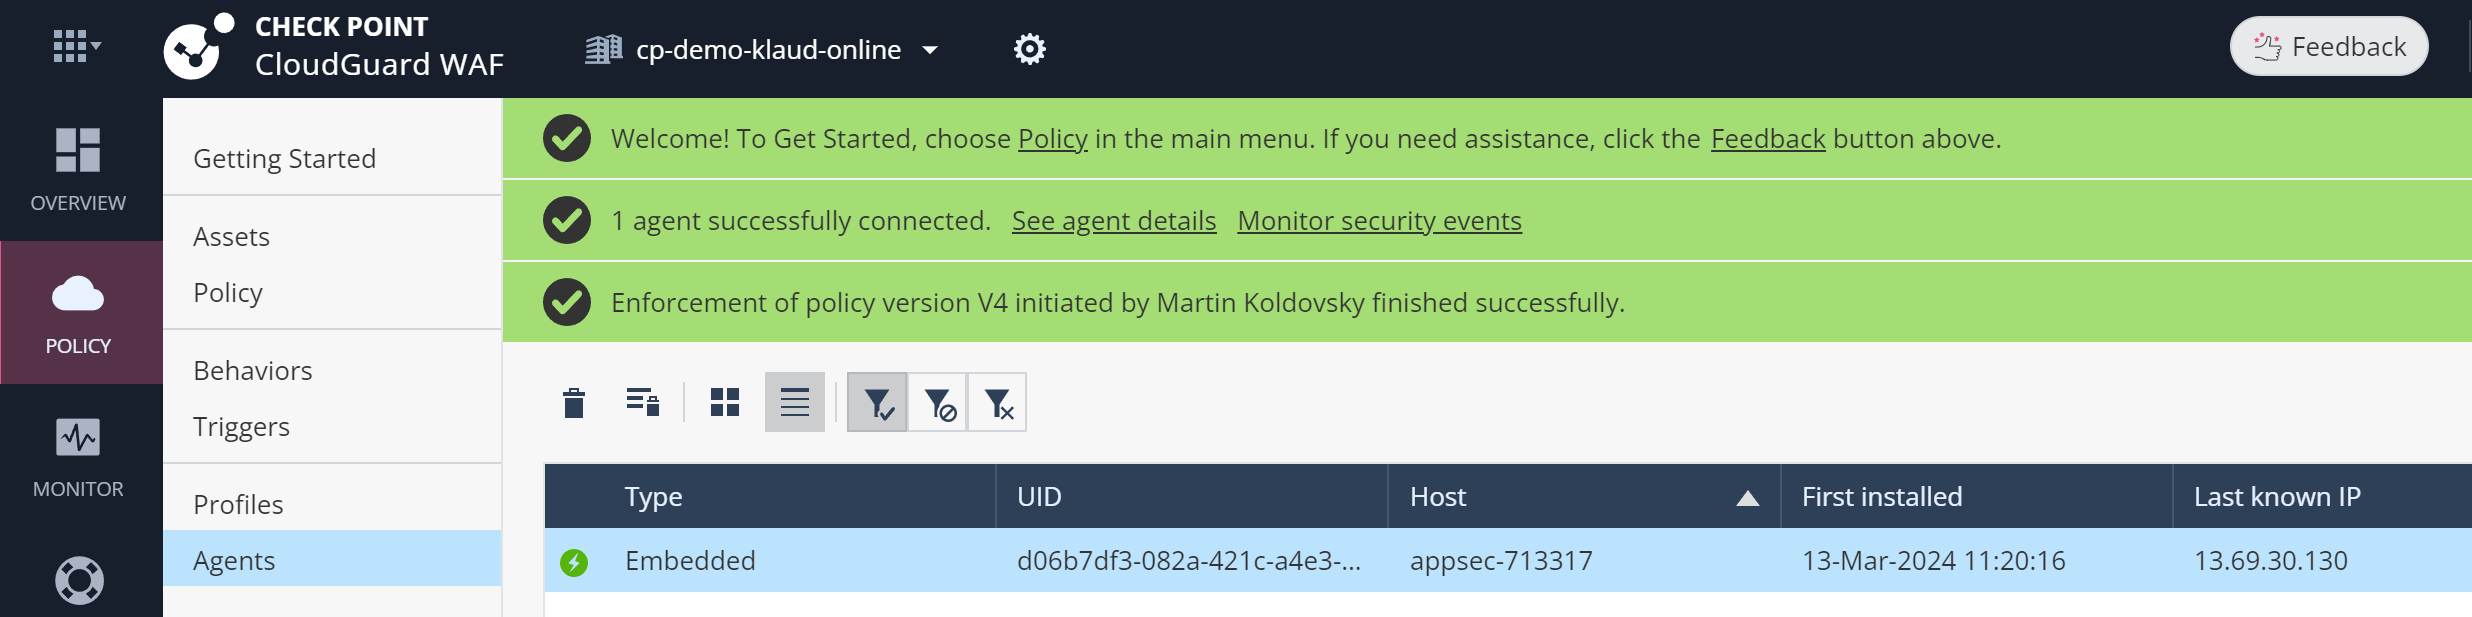 CHECK POINT
CloudGuard WAF
cp-demo-klaud-online
Feedback
OVERVIEW
POLICY
MONITOR
Getting Started
Assets
Policy
Behaviors
Triggers
Profiles
Agents
Welcome! To Get Started, choose Policy in the main menu. If you need assistance, click the Feedback button above.
1 agent successfully connected. See agent details Monitor security events
Enforcement of policy version V4 initiated by Martin Koldovsky finished successfully.
Type UID Host First installed Last known IP
Embedded d06b7df3-082a-421c-a4e3-... appsec-713317 13-Mar-2024 11:20:16 13.69.30.130